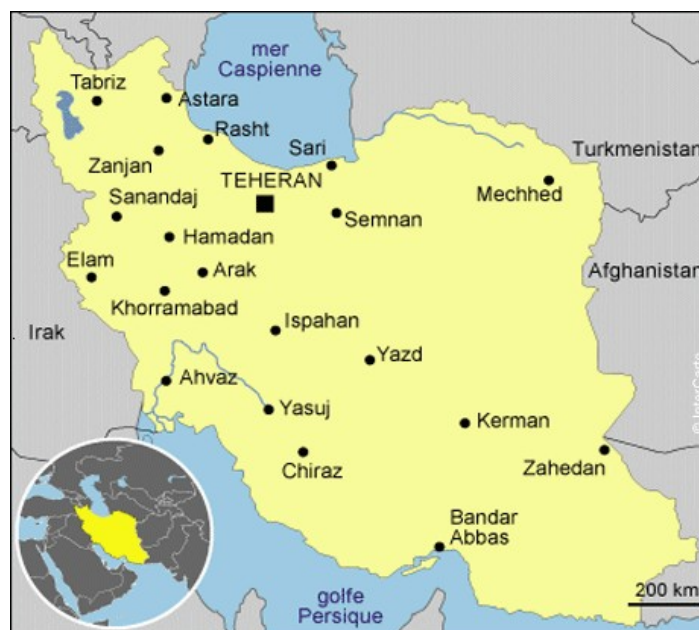 mer
Caspienne
Tabriz
Astara
Rasht
Zanjan
Sari
Turkmenistan
TEHERAN
Mechhed
Sanandaj
Semnan
Hamadan
Elam
Arak
Afghanistan
Khorramabad
Irak
Ispahan
Yazd
Ahvaz
Yasuj
Kerman
Chiraz
Zahedan
Bandar
Abbas
golfe
Persique
200 km
© InterCarto